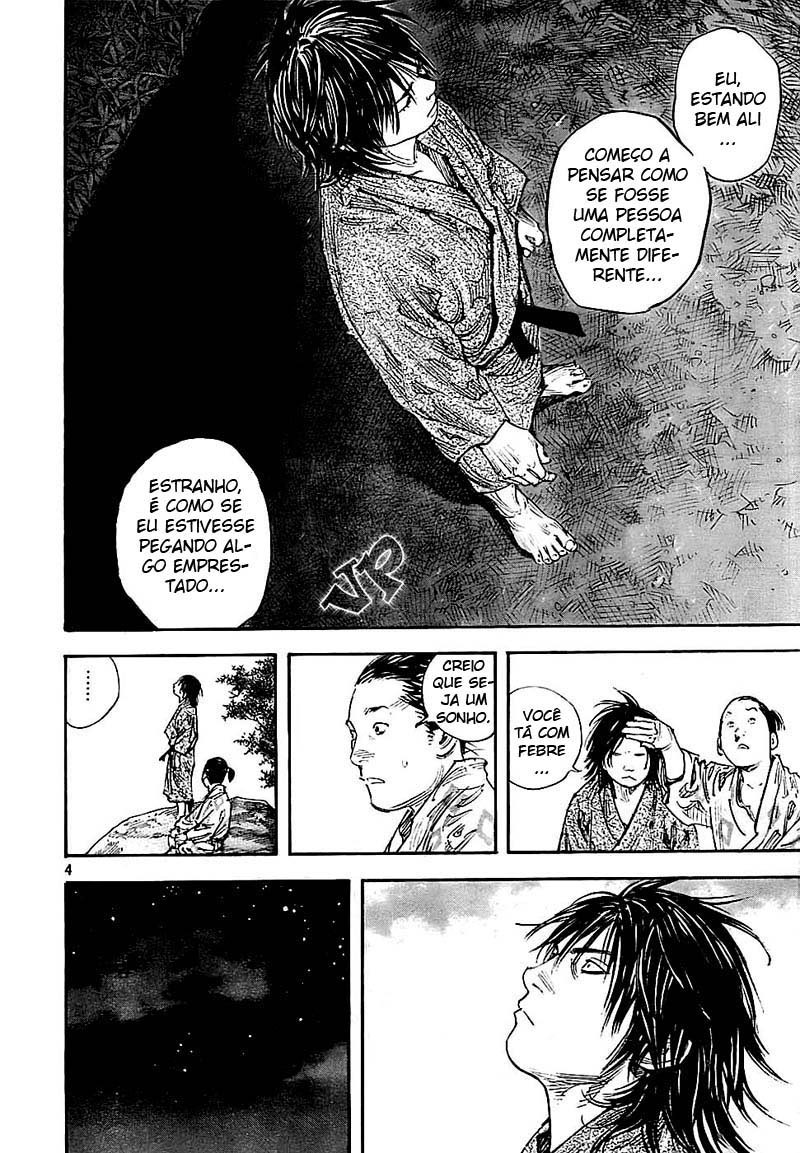 EU,
ESTANDO
BEM ALI
...
COMEÇO A
PENSAR COMO
SE FOSSE
UMA PESSOA
COMPLETA-
MENTE DIFE-
RENTE...
ESTRANHO,
É COMO SE
EU ESTIVESSE
PEGANDO AL-
GO EMPRES-
TADO...
VP
VOCÊ
TÁ COM
FEBRE
...
CREIO
QUE SE-
JA UM
SONHO.
......
4